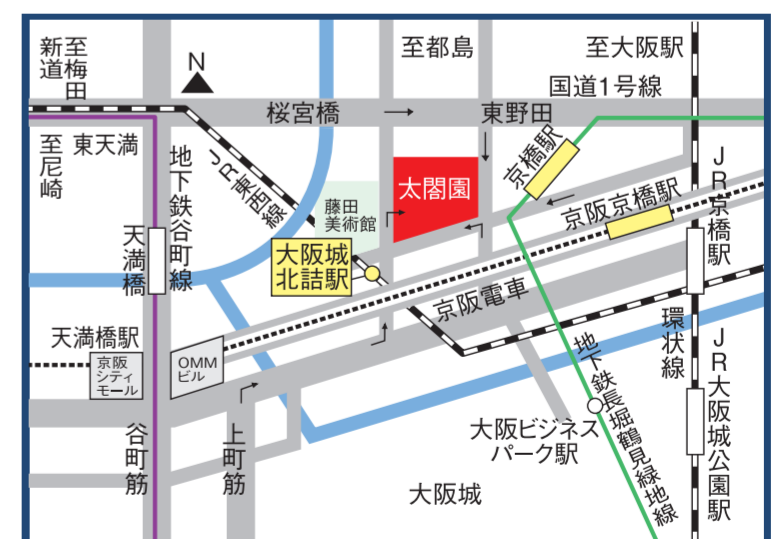 至梅田
新道
N
至都島
至大阪駅
国道1号線
桜宮橋
東野田
至尼崎
東天満
地下鉄谷町線
JR東西線
京橋駅
JR京橋駅
太閤園
藤田
美術館
京阪京橋駅
天満橋
大阪城
北詰駅
京阪電車
天満橋駅
京阪
シティ
モール
OMM
ビル
環状線
JR大阪城公園駅
地下鉄長堀鶴見緑地線
谷町筋
上町筋
大阪ビジネス
パーク駅
大阪城